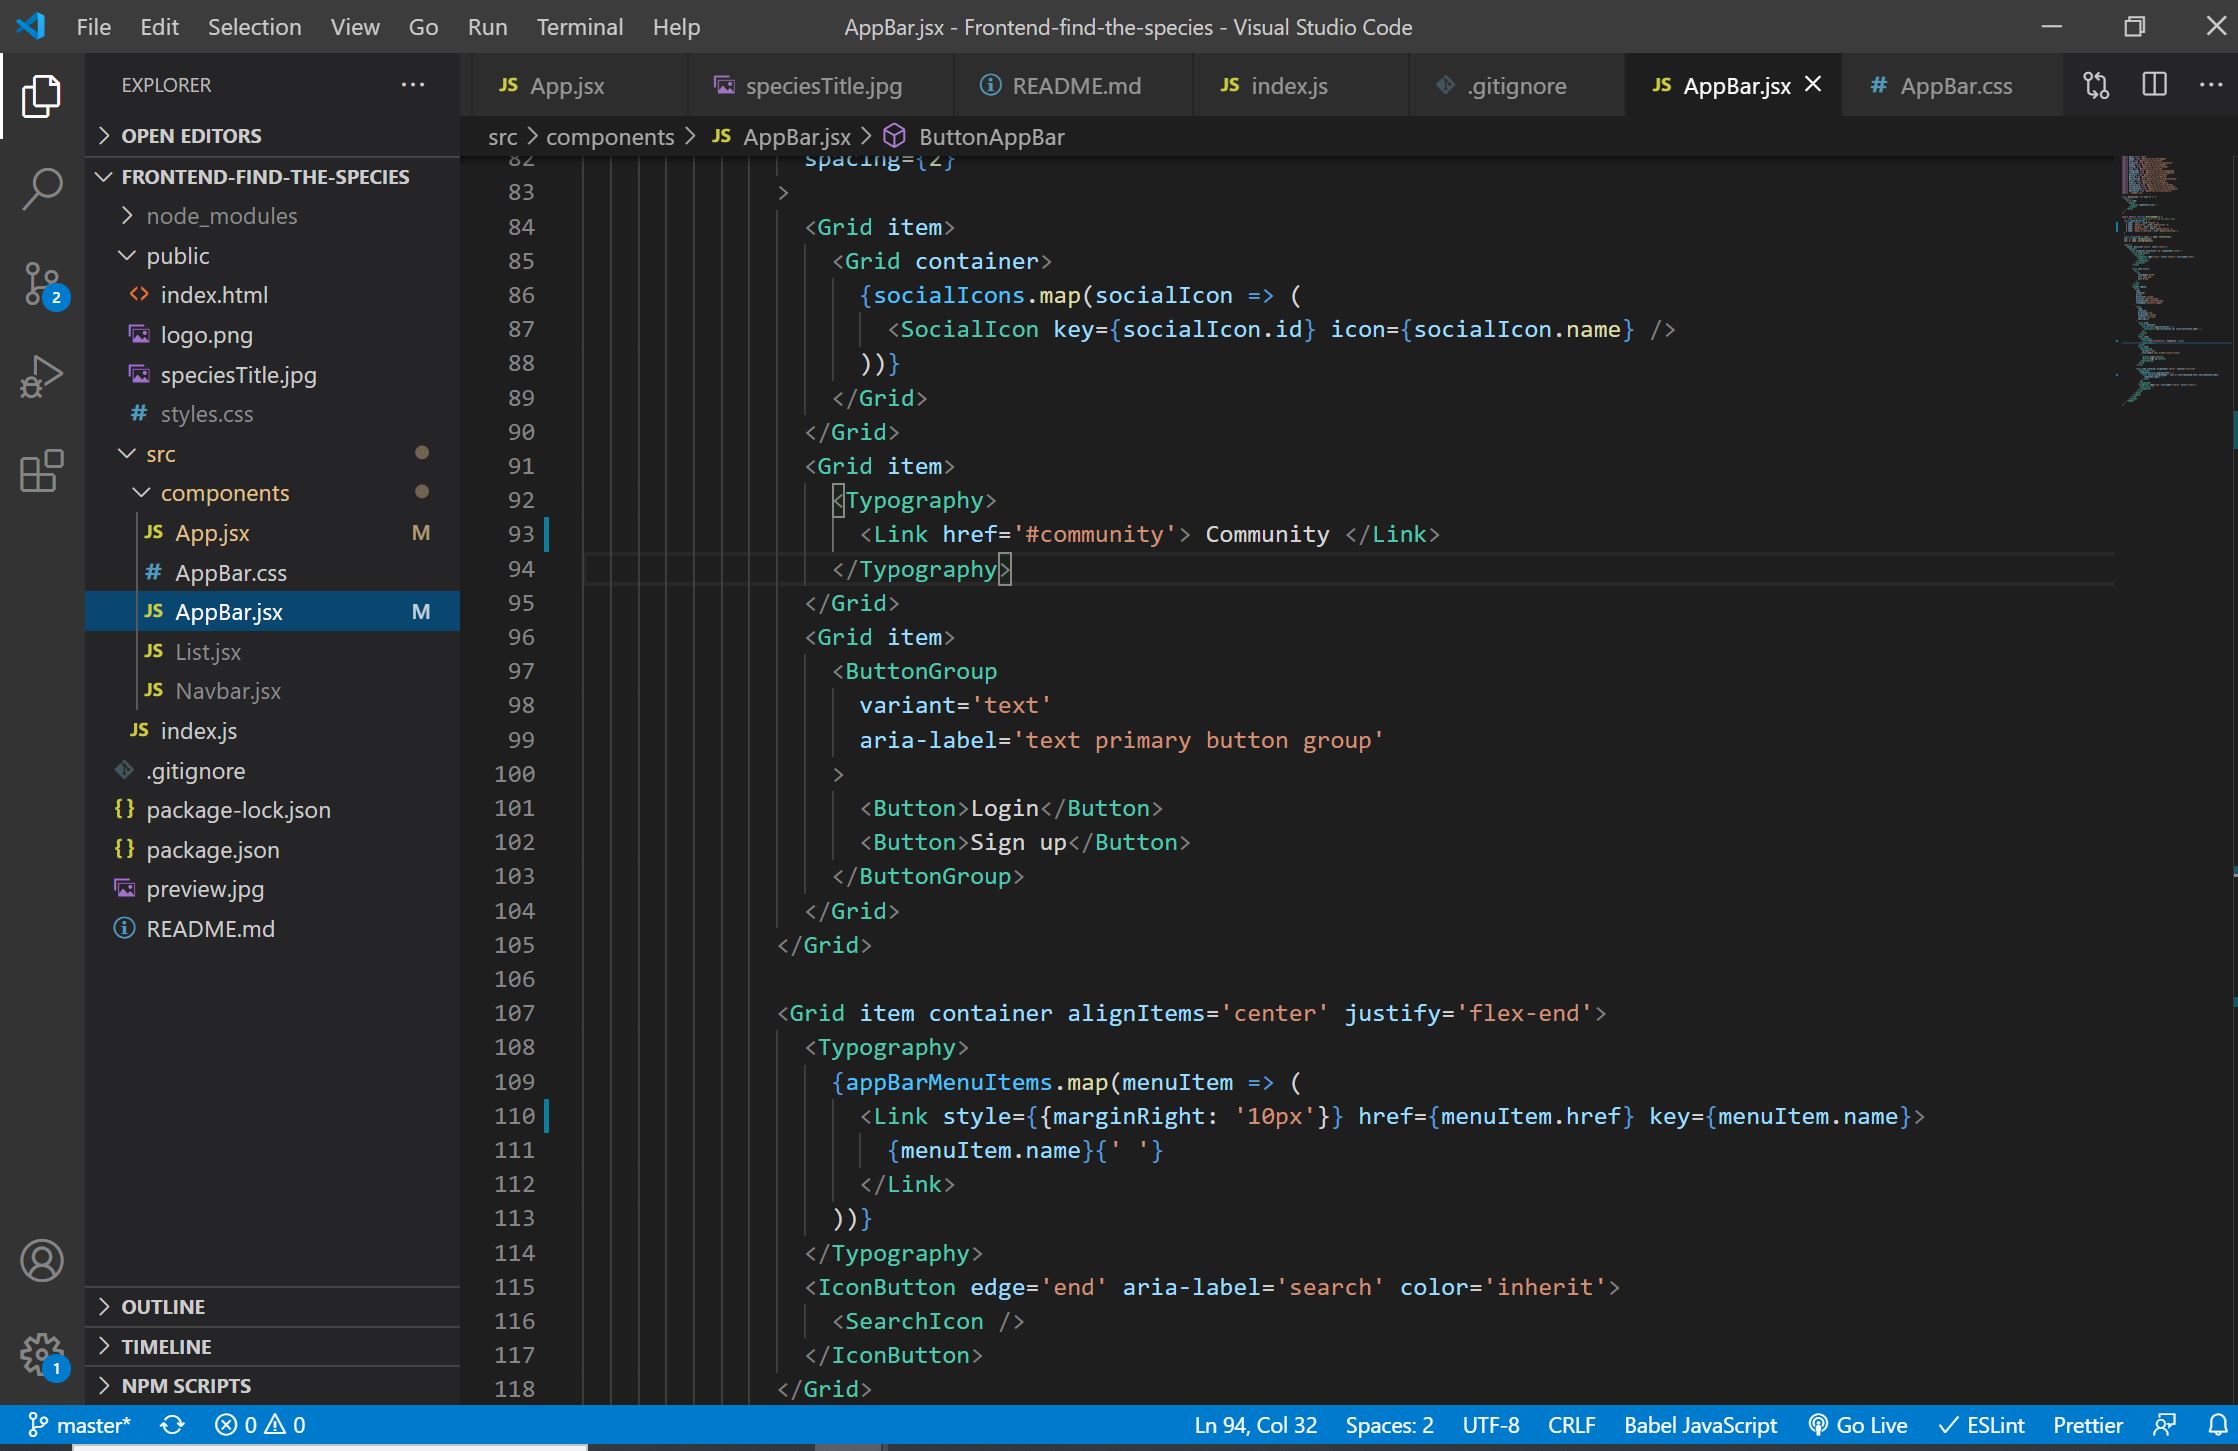 File Edit Selection View Go Run Terminal Help AppBar.jsx - Frontend-find-the-species - Visual Studio Code
EXPLORER
OPEN EDITORS
FRONTEND-FIND-THE-SPECIES
node_modules
public
index.html
logo.png
speciesTitle.jpg
# styles.css
src
components
JS App.jsx M
# AppBar.css
JS AppBar.jsx M
JS List.jsx
JS Navbar.jsx
JS index.js
.gitignore
{} package-lock.json
{} package.json
preview.jpg
README.md
OUTLINE
TIMELINE
NPM SCRIPTS
2
1
JS App.jsx speciesTitle.jpg README.md JS index.js .gitignore JS AppBar.jsx # AppBar.css
src > components > JS AppBar.jsx > ButtonAppBar
82 spacing={2}
83 >
84 <Grid item>
85 <Grid container>
86 {socialIcons.map(socialIcon => (
87 <SocialIcon key={socialIcon.id} icon={socialIcon.name} />
88 ))}
89 </Grid>
90 </Grid>
91 <Grid item>
92 <Typography>
93 <Link href='#community'> Community </Link>
94 </Typography>
95 </Grid>
96 <Grid item>
97 <ButtonGroup
98 variant='text'
99 aria-label='text primary button group'
100 >
101 <Button>Login</Button>
102 <Button>Sign up</Button>
103 </ButtonGroup>
104 </Grid>
105 </Grid>
106
107 <Grid item container alignItems='center' justify='flex-end'>
108 <Typography>
109 {appBarMenuItems.map(menuItem => (
110 <Link style={{marginRight: '10px'}} href={menuItem.href} key={menuItem.name}>
111 {menuItem.name}{' '}
112 </Link>
113 ))}
114 </Typography>
115 <IconButton edge='end' aria-label='search' color='inherit'>
116 <SearchIcon />
117 </IconButton>
118 </Grid>
master* 0 0 Ln 94, Col 32 Spaces: 2 UTF-8 CRLF Babel JavaScript Go Live ESLint Prettier